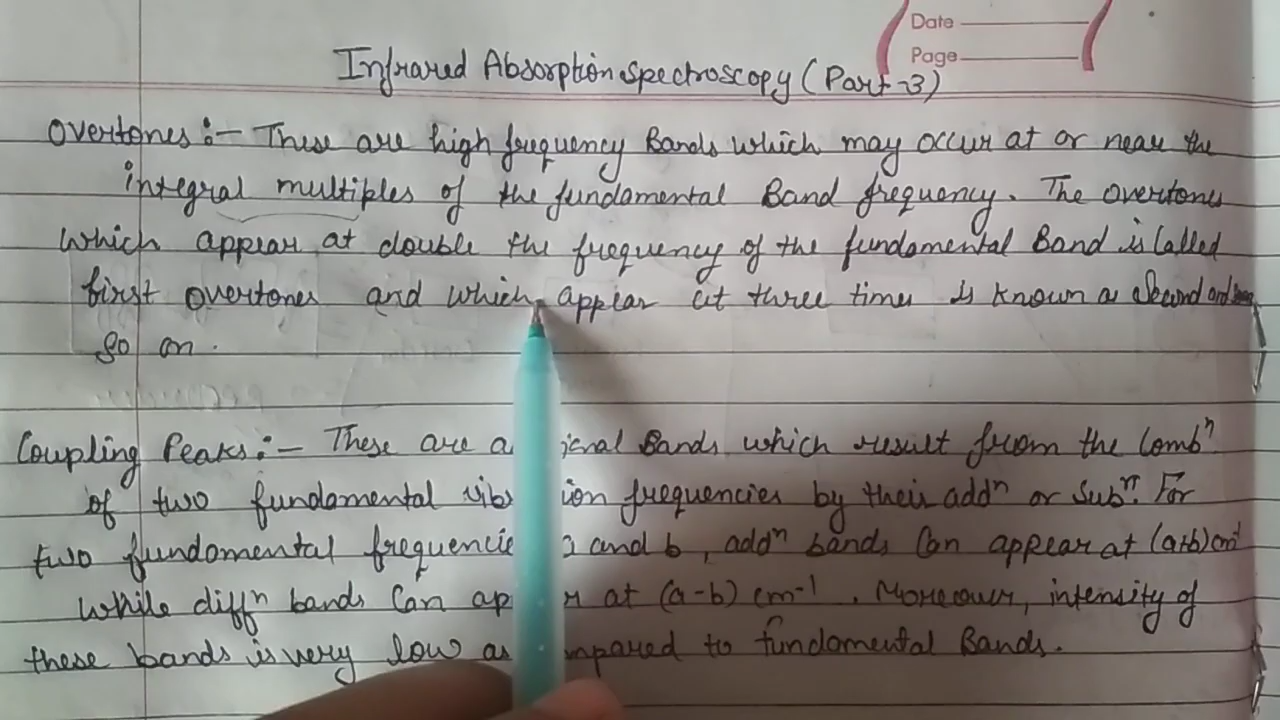 Date
Page
Infrared Absorption Spectroscopy (Part-3)
Overtones :- These are high frequency Bands which may occur at or near the
integral multiples of the fundamental Band frequency. The overtones
which appear at double the frequency of the fundamental Band is Called
first overtones and which appear at three times is known a Second and
so on.
Coupling Peaks :- These are a ional Bands which result from the Combⁿ
of two fundamental vibr ion frequencies by their addⁿ or Subⁿ. For
two fundamental frequencie a and b, addⁿ bands Can appear at (a+b) cm⁻¹
While diffⁿ bands Can ap r at (a-b) cm⁻¹. Moreover, intensity of
these bands is very low as mpared to fundamental Bands.